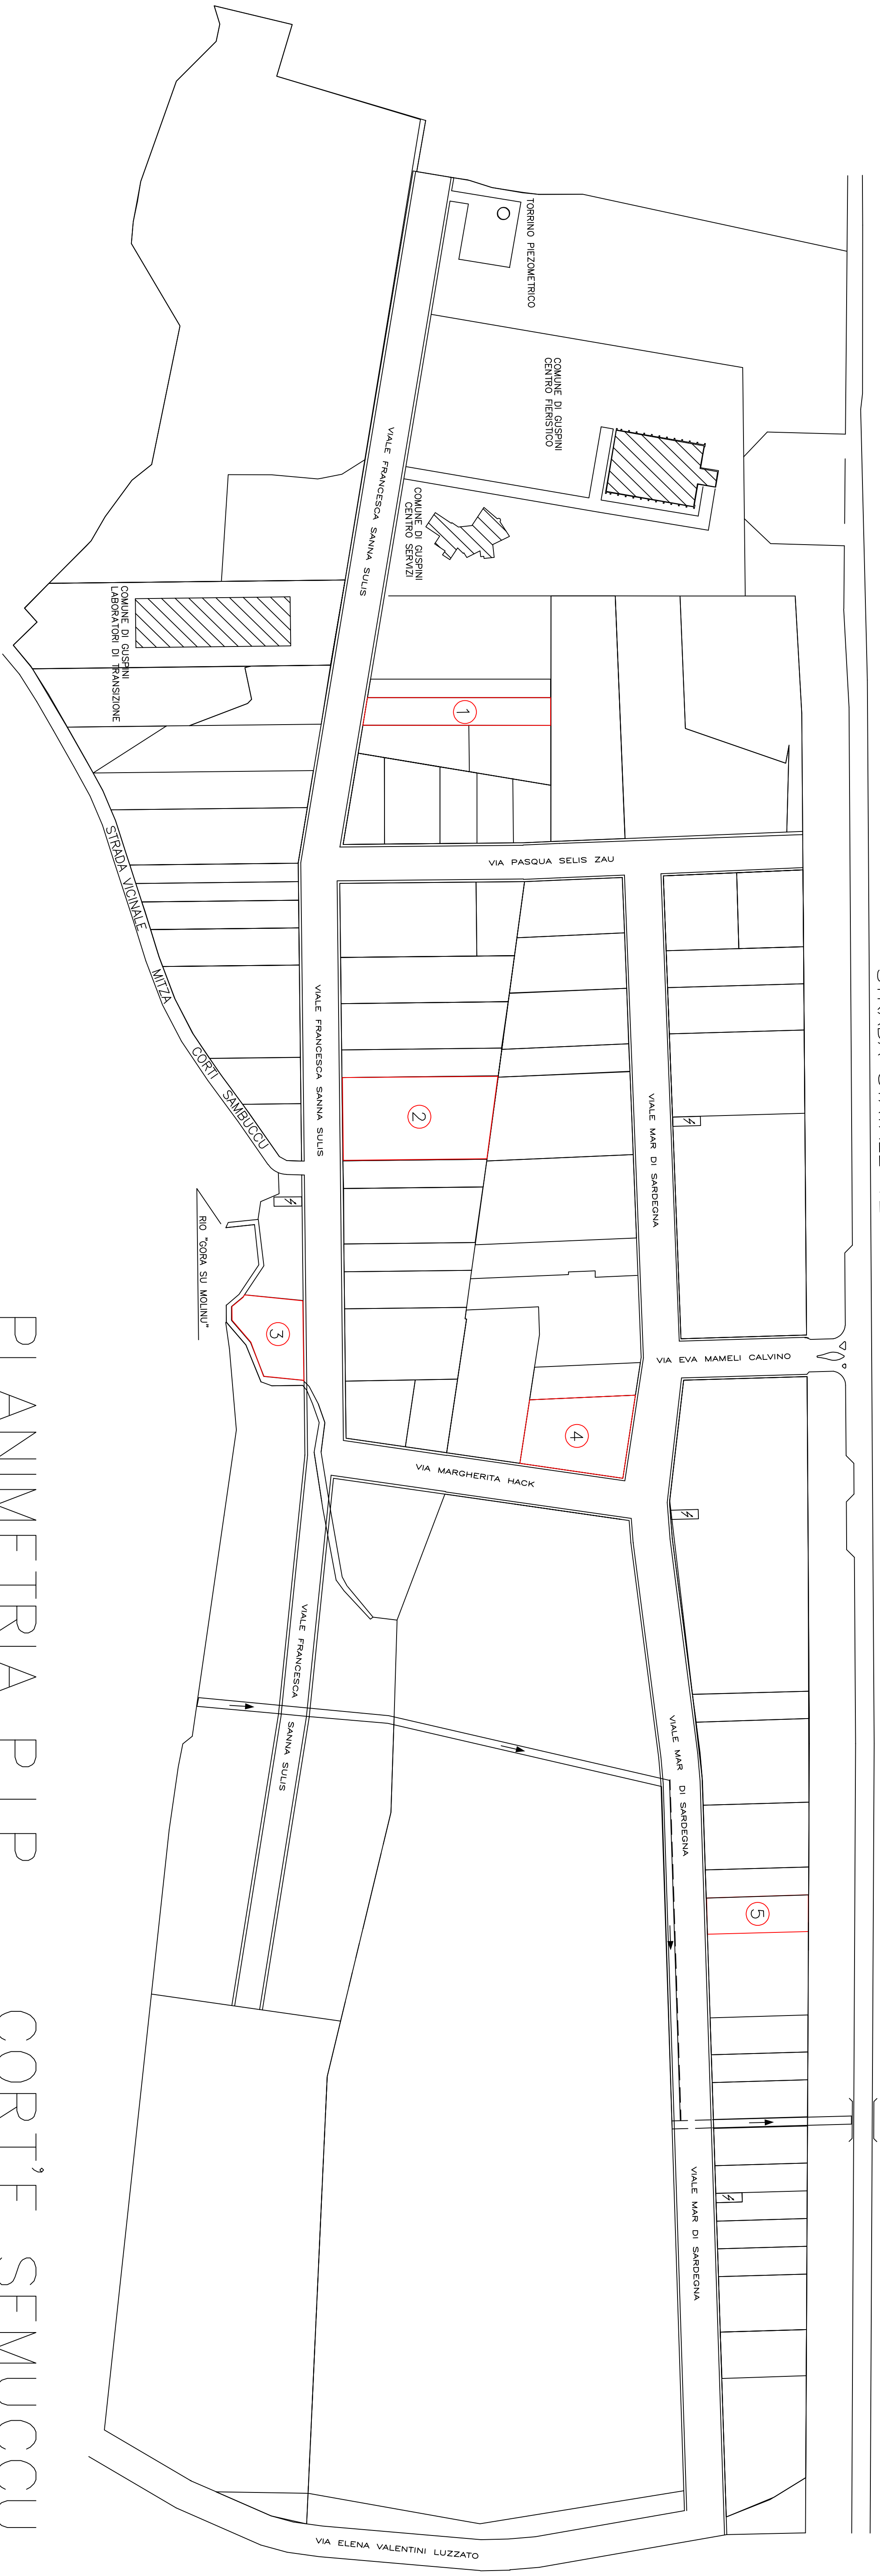 TORRINO PIEZOMETRICO
COMUNE DI GUSPINI
CENTRO FIERISTICO
VIALE FRANCESCA SANNA SULIS
COMUNE DI GUSPINI
CENTRO SERVIZI
COMUNE DI GUSPINI
LABORATORI DI TRANSIZIONE
1
STRADA VICINALE MITZA CORTI SAMBUCCU
VIA PASQUA SELIS ZAU
VIALE FRANCESCA SANNA SULIS
2
VIALE MAR DI SARDEGNA
RIO "GORA SU MOLINU"
3
VIA EVA MAMELI CALVINO
4
VIA MARGHERITA HACK
VIALE FRANCESCA SANNA SULIS
VIALE MAR DI SARDEGNA
5
VIALE MAR DI SARDEGNA
VIA ELENA VALENTINI LUZZATO
PLANIMETRIA PIP CORT'E SEMUCCU